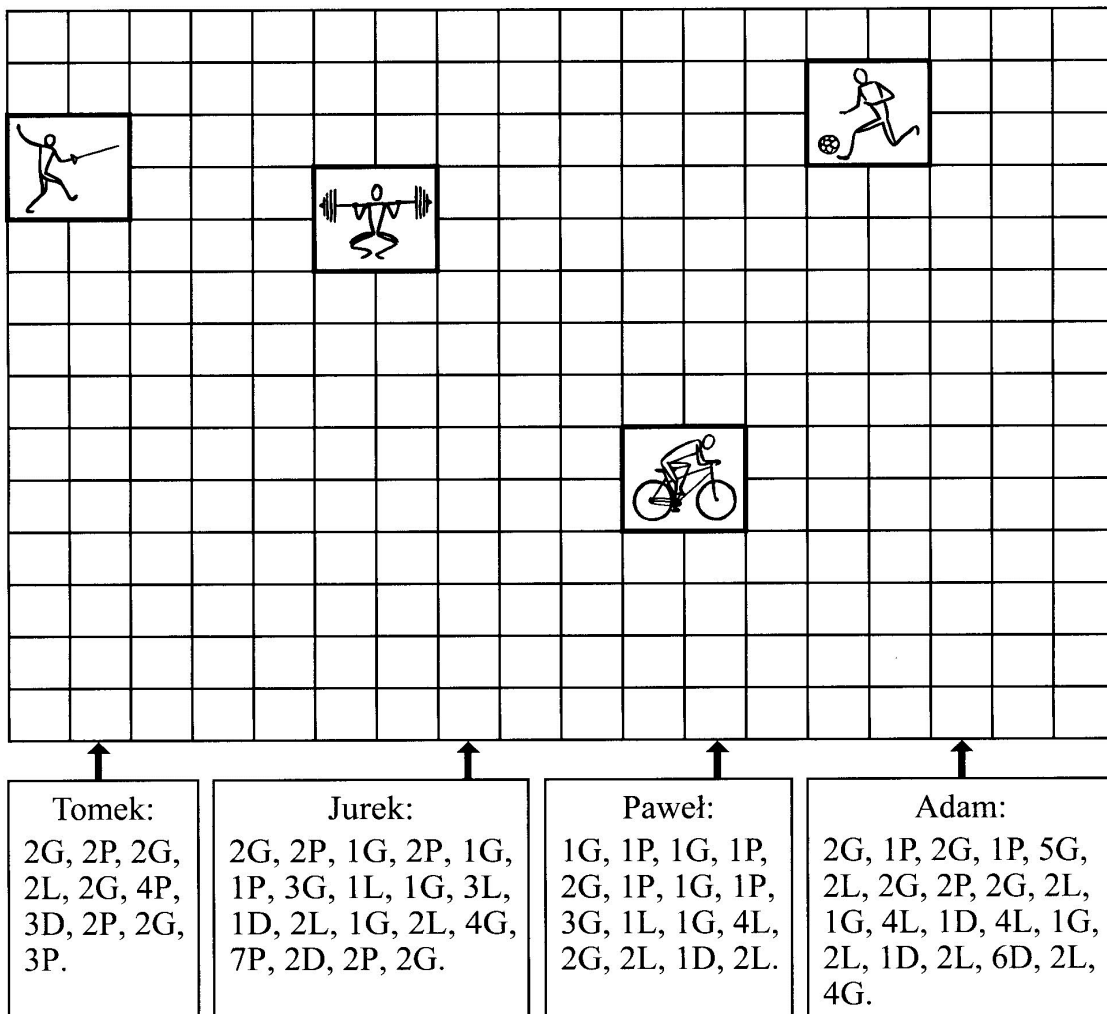 Tomek:
2G, 2P, 2G,
2L, 2G, 4P,
3D, 2P, 2G,
3P.
Jurek:
2G, 2P, 1G, 2P, 1G,
1P, 3G, 1L, 1G, 3L,
1D, 2L, 1G, 2L, 4G,
7P, 2D, 2P, 2G.
Paweł:
1G, 1P, 1G, 1P,
2G, 1P, 1G, 1P,
3G, 1L, 1G, 4L,
2G, 2L, 1D, 2L.
Adam:
2G, 1P, 2G, 1P, 5G,
2L, 2G, 2P, 2G, 2L,
1G, 4L, 1D, 4L, 1G,
2L, 1D, 2L, 6D, 2L,
4G.